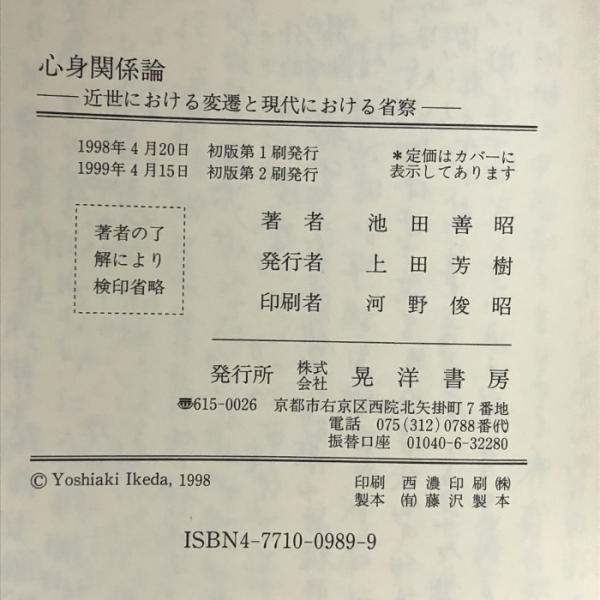 心身関係論
――近世における変遷と現代における省察――
1998年4月20日 初版第1刷発行
1999年4月15日 初版第2刷発行
＊定価はカバーに
表示してあります
著者の了
解により
検印省略
著者 池田善昭
発行者 上田芳樹
印刷者 河野俊昭
発行所 株式会社 晃洋書房
〠615-0026 京都市右京区西院北矢掛町7番地
電話 075(312)0788番(代)
振替口座 01040-6-32280
© Yoshiaki Ikeda, 1998
印刷 西濃印刷㈱
製本 ㈲藤沢製本
ISBN4-7710-0989-9